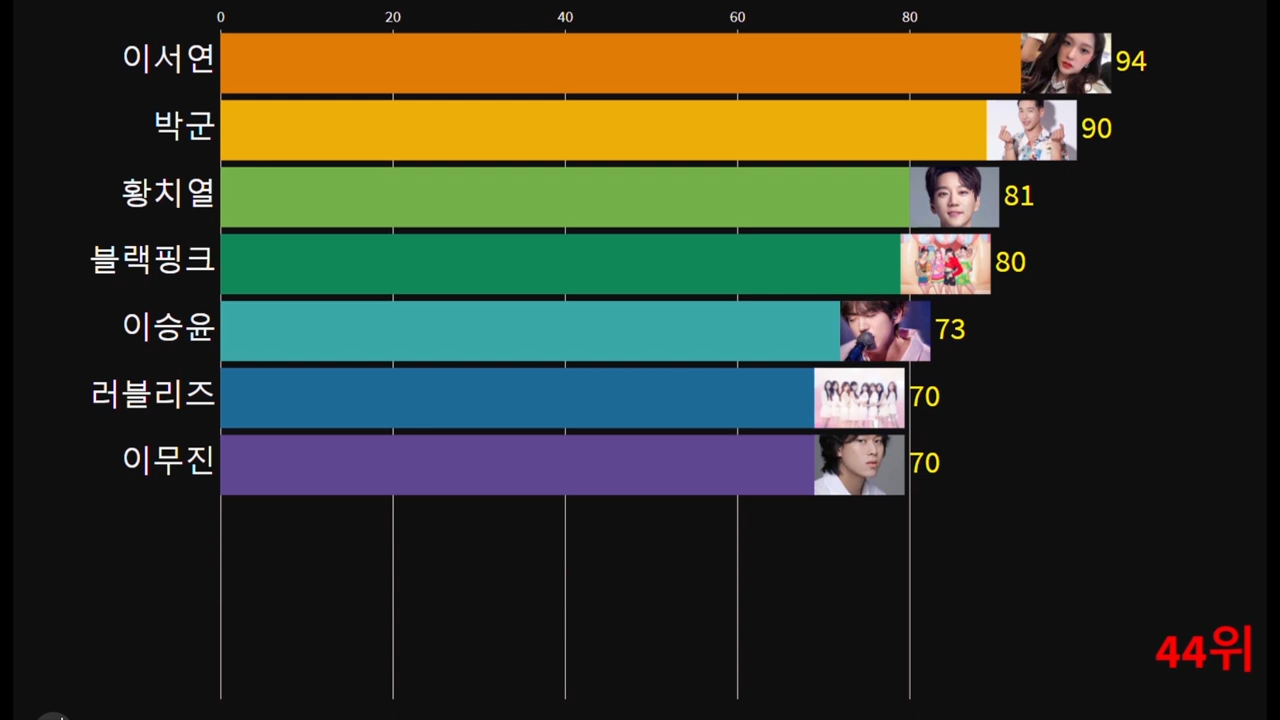 0 20 40 60 80
이서연 94
박군 90
황치열 81
블랙핑크 80
이승윤 73
러블리즈 70
이무진 70
44위